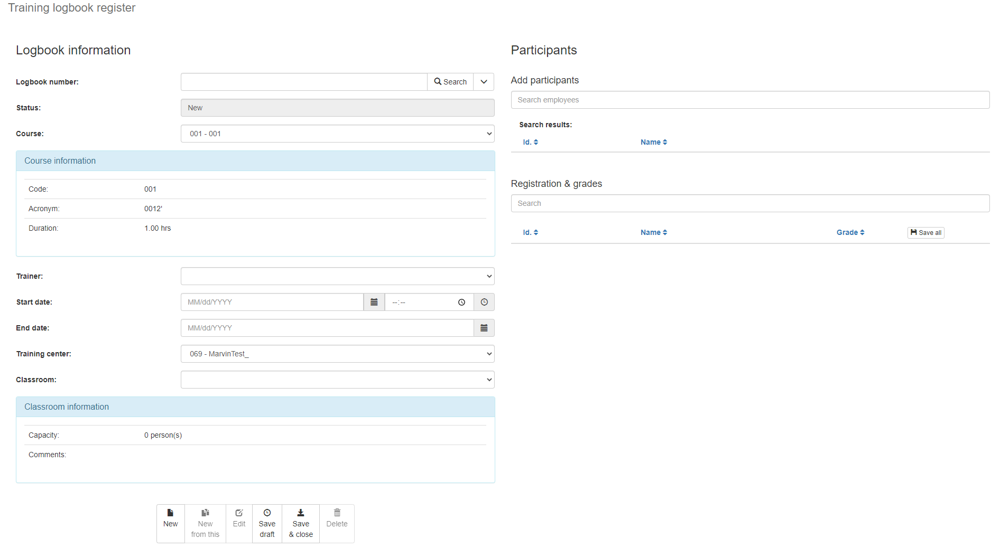 Training logbook register
Logbook information
Logbook number:
Search
Status:
New
Course:
001 - 001
Course information
Code:
001
Acronym:
0012'
Duration:
1.00 hrs
Trainer:
Start date:
MM/dd/YYYY
--:--
End date:
MM/dd/YYYY
Training center:
069 - MarvinTest_
Classroom:
Classroom information
Capacity:
0 person(s)
Comments:
New
New
from this
Edit
Save
draft
Save
& close
Delete
Participants
Add participants
Search employees
Search results:
Id.
Name
Registration & grades
Search
Id.
Name
Grade
Save all